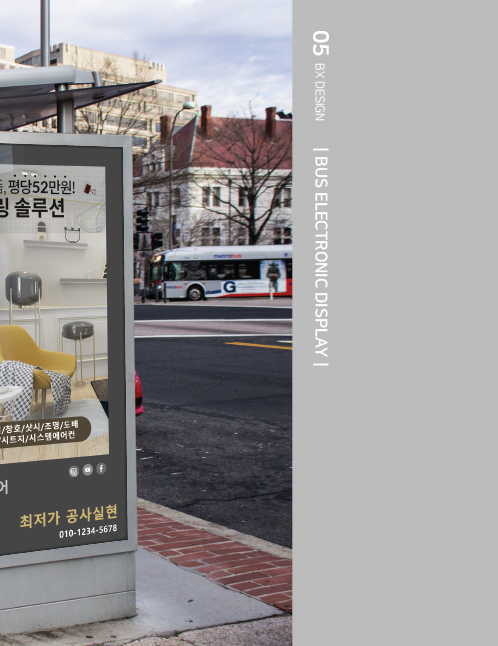 05 BX DESIGN
| BUS ELECTRONIC DISPLAY |
, 평당52만원!
링 솔루션
metrobus
G
/창호/샷시/조명/도배
/시트지/시스템에어컨
어
최저가 공사실현
010-1234-5678